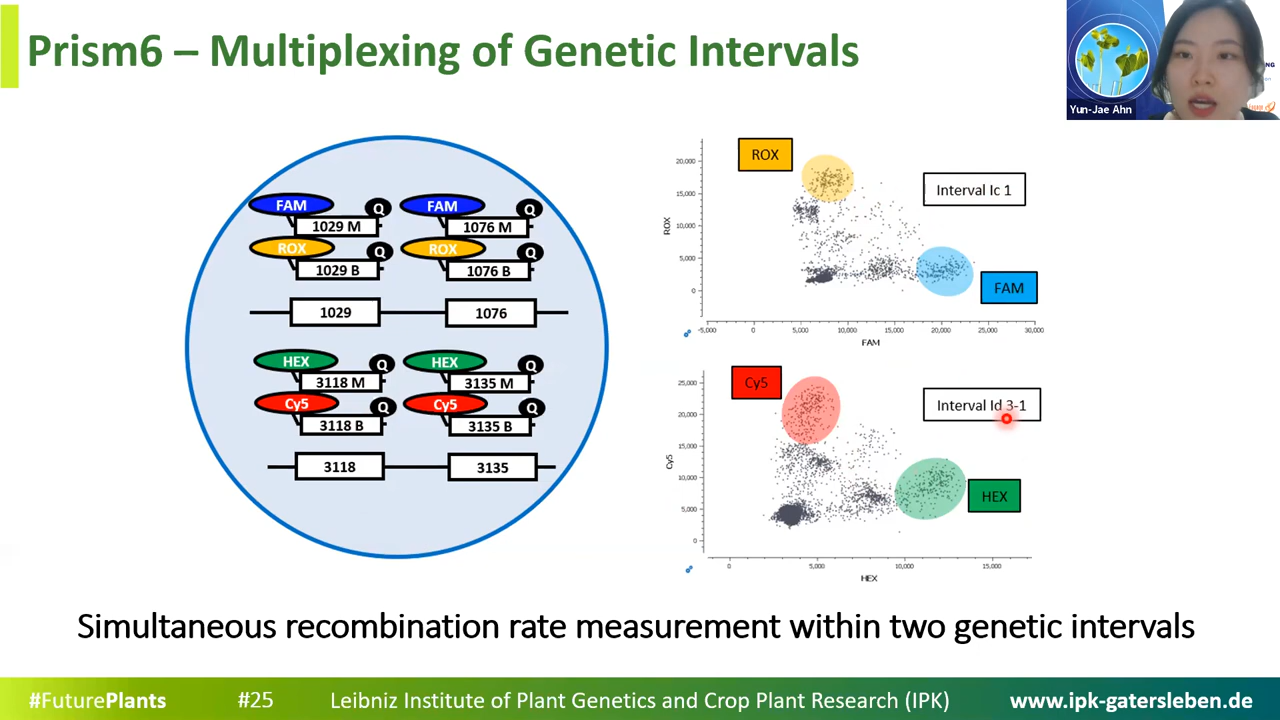 Prism6 – Multiplexing of Genetic Intervals
NG
Yun-Jae Ahn
FAM
Q
FAM
Q
1029 M
1076 M
ROX
Q
ROX
Q
1029 B
1076 B
1029
1076
HEX
Q
HEX
Q
3118 M
3135 M
Cy5
Q
Cy5
Q
3118 B
3135 B
3118
3135
ROX
Interval Ic 1
FAM
ROX
20,000
15,000
10,000
5,000
0
-5,000
0
5,000
10,000
15,000
20,000
25,000
30,000
FAM
Cy5
Interval Id 3-1
HEX
Cy5
25,000
20,000
15,000
10,000
5,000
0
0
5,000
10,000
15,000
HEX
Simultaneous recombination rate measurement within two genetic intervals
#FuturePlants
#25
Leibniz Institute of Plant Genetics and Crop Plant Research (IPK)
www.ipk-gatersleben.de